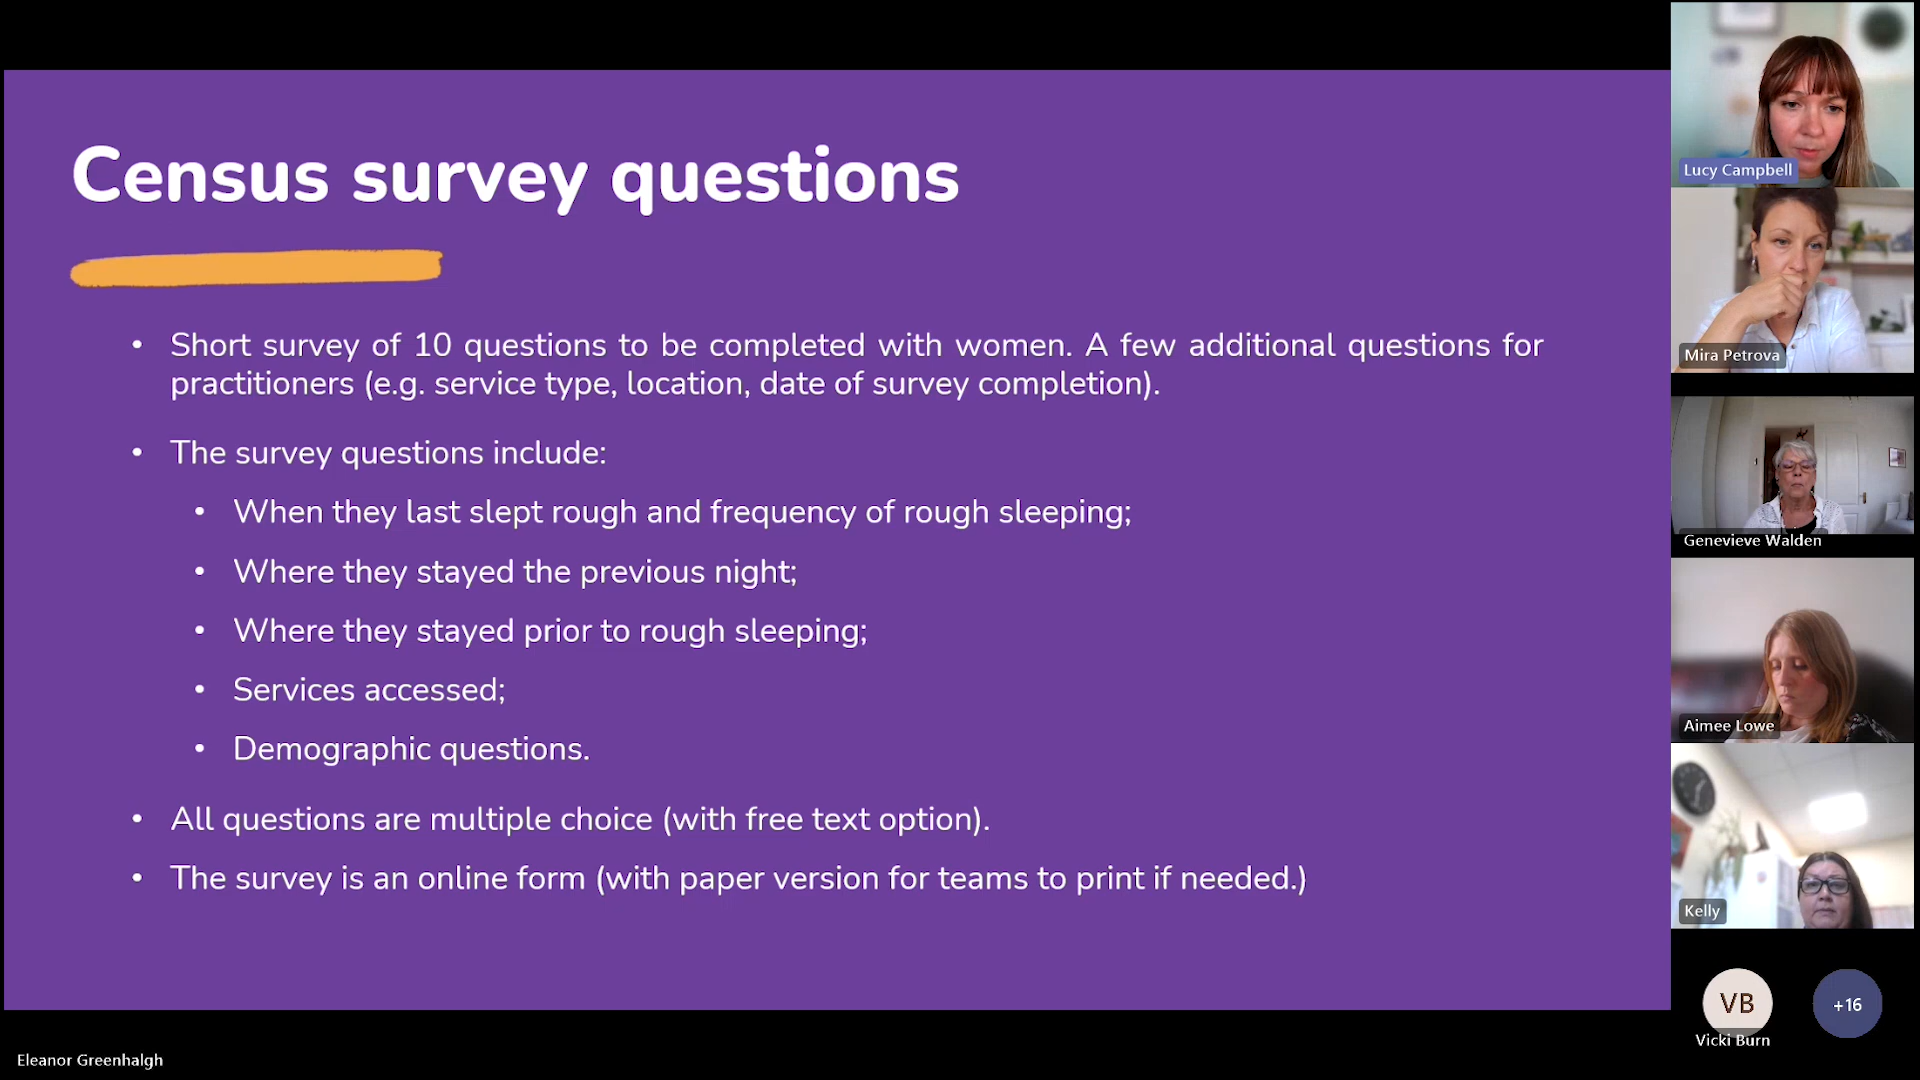 Census survey questions
• Short survey of 10 questions to be completed with women. A few additional questions for
practitioners (e.g. service type, location, date of survey completion).
• The survey questions include:
• When they last slept rough and frequency of rough sleeping;
• Where they stayed the previous night;
• Where they stayed prior to rough sleeping;
• Services accessed;
• Demographic questions.
• All questions are multiple choice (with free text option).
• The survey is an online form (with paper version for teams to print if needed.)
Eleanor Greenhalgh
Lucy Campbell
Mira Petrova
Genevieve Walden
Aimee Lowe
Kelly
VB
Vicki Burn
+16